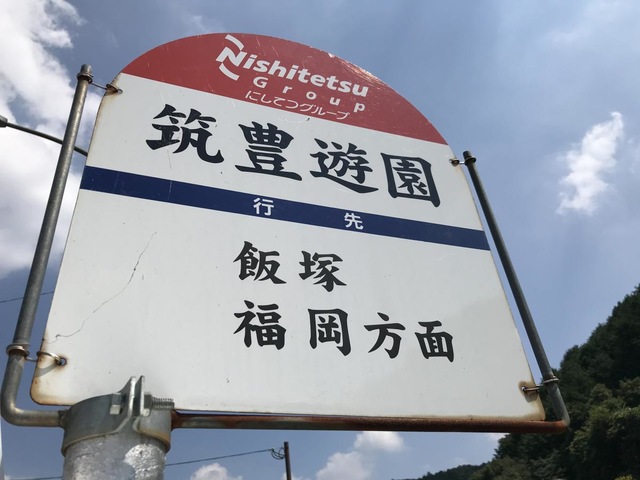 Nishitetsu
Group
にしてつグループ
筑豊遊園
行先
飯塚
福岡方面